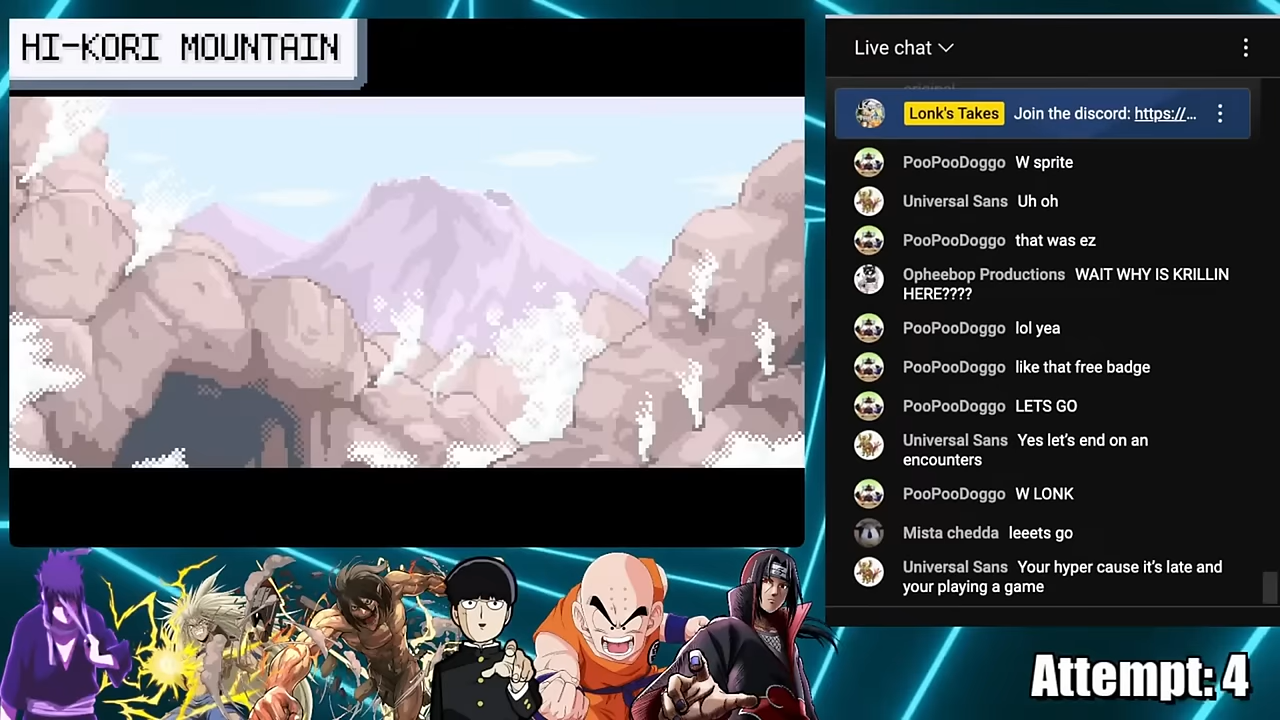 HI-KORI MOUNTAIN
Live chat
Lonk's Takes Join the discord: https://...
PooPooDoggo W sprite
Universal Sans Uh oh
PooPooDoggo that was ez
Opheebop Productions WAIT WHY IS KRILLIN
HERE????
PooPooDoggo lol yea
PooPooDoggo like that free badge
PooPooDoggo LETS GO
Universal Sans Yes let's end on an
encounters
PooPooDoggo W LONK
Mista chedda leeets go
Universal Sans Your hyper cause it's late and
your playing a game
Attempt: 4